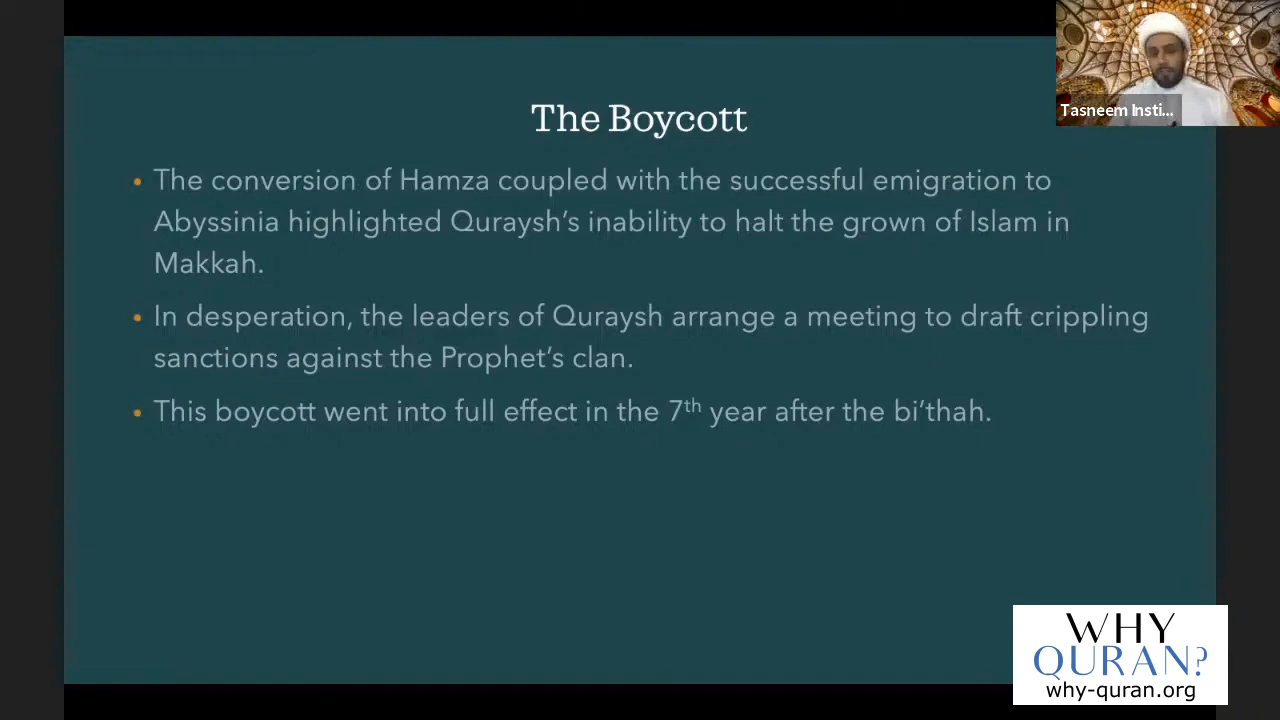 The Boycott
• The conversion of Hamza coupled with the successful emigration to
Abyssinia highlighted Quraysh’s inability to halt the grown of Islam in
Makkah.
• In desperation, the leaders of Quraysh arrange a meeting to draft crippling
sanctions against the Prophet’s clan.
• This boycott went into full effect in the 7th year after the bi’thah.
Tasneem Insti...
WHY
QURAN?
why-quran.org